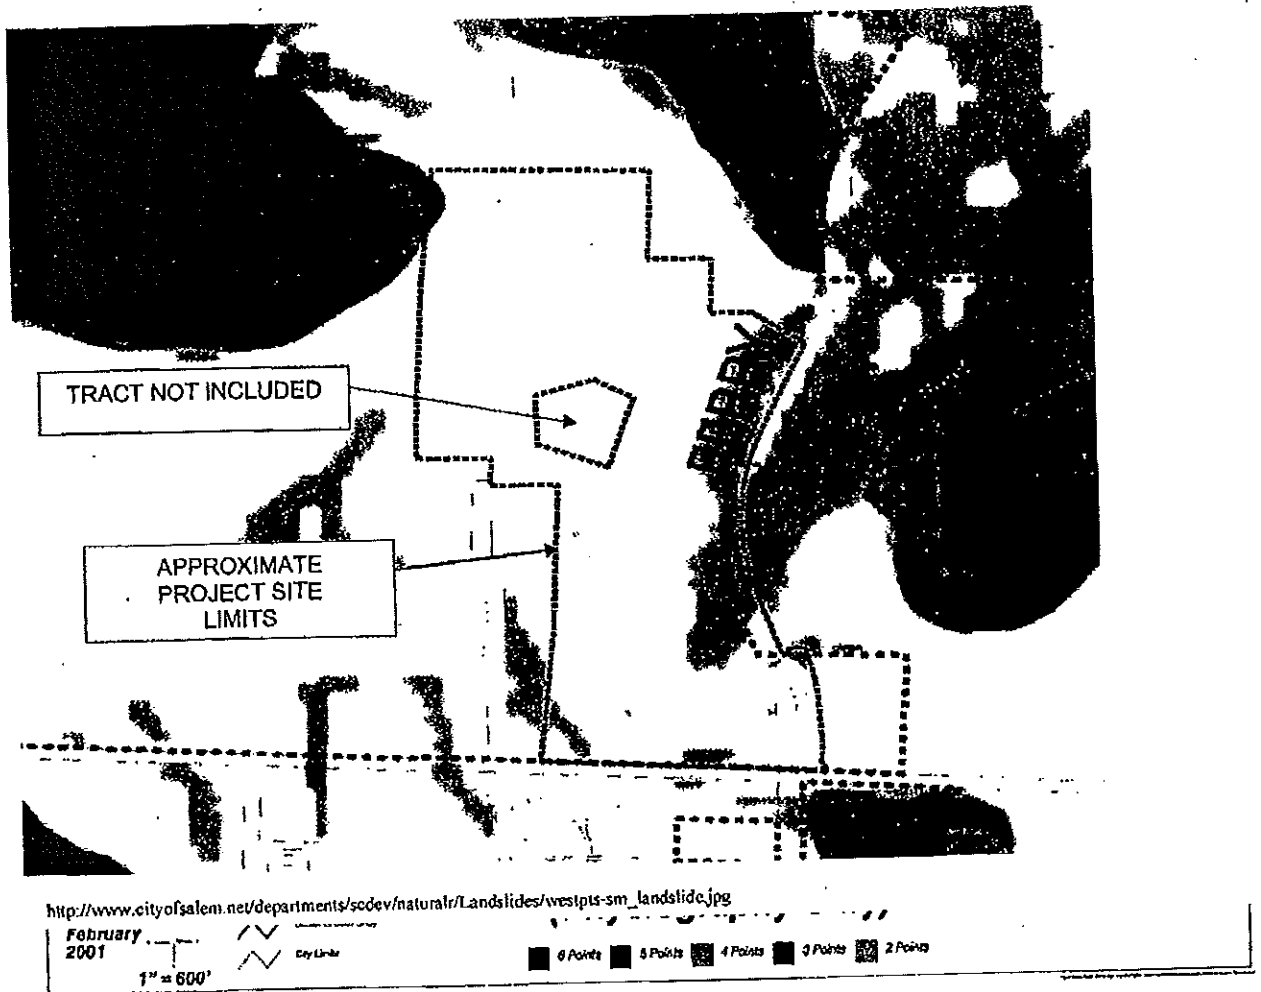 TRACT NOT INCLUDED
APPROXIMATE
PROJECT SITE
LIMITS
http://www.cityofsalem.net/departments/scdev/naturalr/Landslides/westpts-sm_landslide.jpg
February
2001
1" = 600'
City Limits
6 Points
5 Points
4 Points
3 Points
2 Points